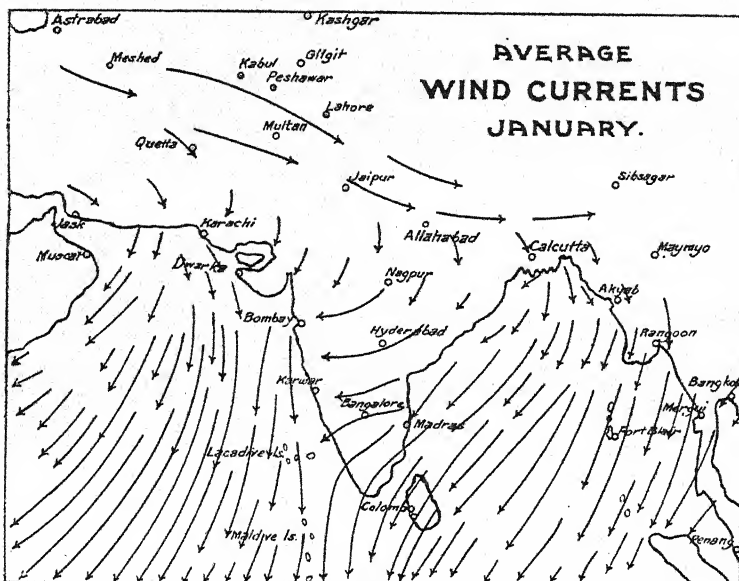 AVERAGE
WIND CURRENTS
JANUARY.
Astrabad
Kashgar
Meshed
Kabul
Gilgit
Peshawar
Lahore
Multan
Quetta
Jaipur
Sibsagar
Jask
Karachi
Allahabad
Muscat
Calcutta
Maymyo
Dwarka
Nagpur
Akyab
Bombay
Hyderabad
Rangoon
Karwar
Bangalore
Bangkok
Mergui
Madras
Port Blair
Lacadive Is.
Colombo
Maldive Is.
Penang